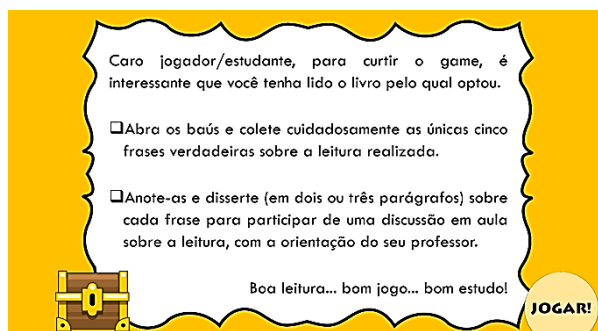 Caro jogador/estudante, para curtir o game, é
interessante que você tenha lido o livro pelo qual optou.
❑Abra os baús e colete cuidadosamente as únicas cinco
frases verdadeiras sobre a leitura realizada.
❑Anote-as e disserte (em dois ou três parágrafos) sobre
cada frase para participar de uma discussão em aula
sobre a leitura, com a orientação do seu professor.
Boa leitura... bom jogo... bom estudo!
JOGAR!